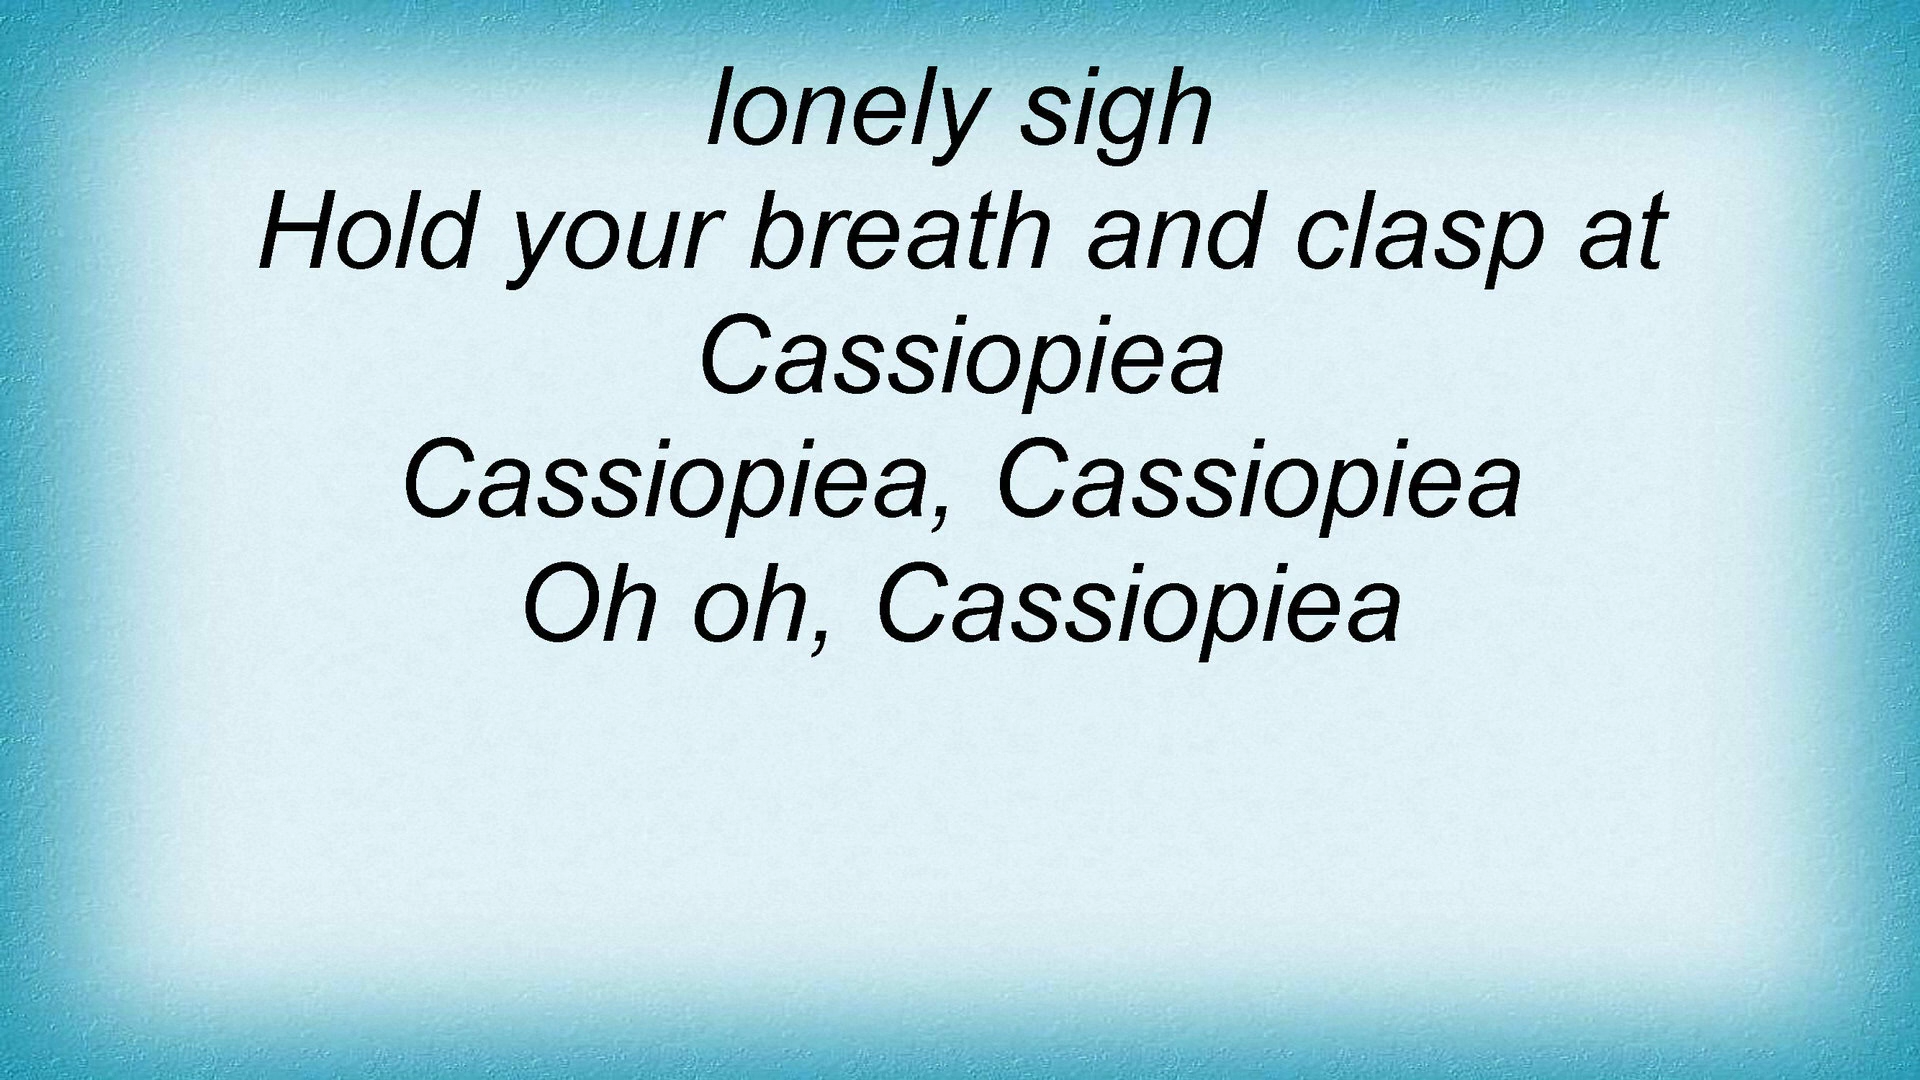 lonely sigh
Hold your breath and clasp at
Cassiopiea
Cassiopiea, Cassiopiea
Oh oh, Cassiopiea